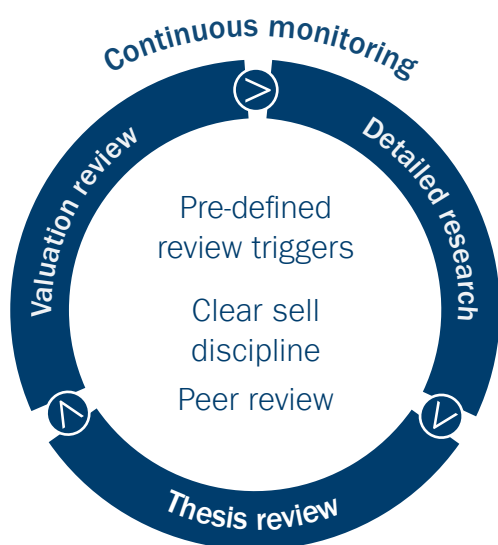 Continuous monitoring
Valuation review
Detailed research
Pre-defined
review triggers
Clear sell
discipline
Peer review
Thesis review